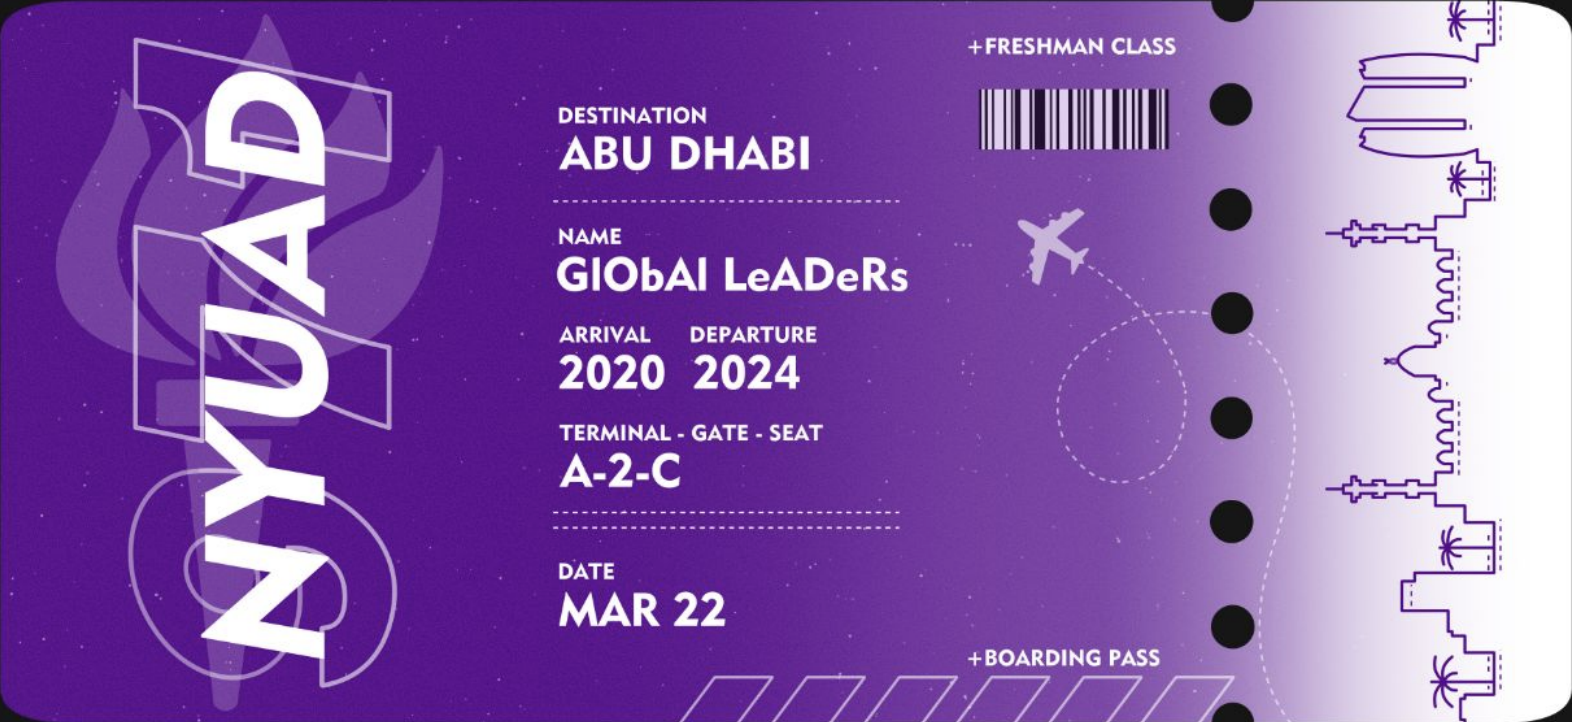 NYUAD
+FRESHMAN CLASS
DESTINATION
ABU DHABI
NAME
GlObAl LeADeRs
ARRIVAL DEPARTURE
2020 2024
TERMINAL - GATE - SEAT
A-2-C
DATE
MAR 22
+BOARDING PASS